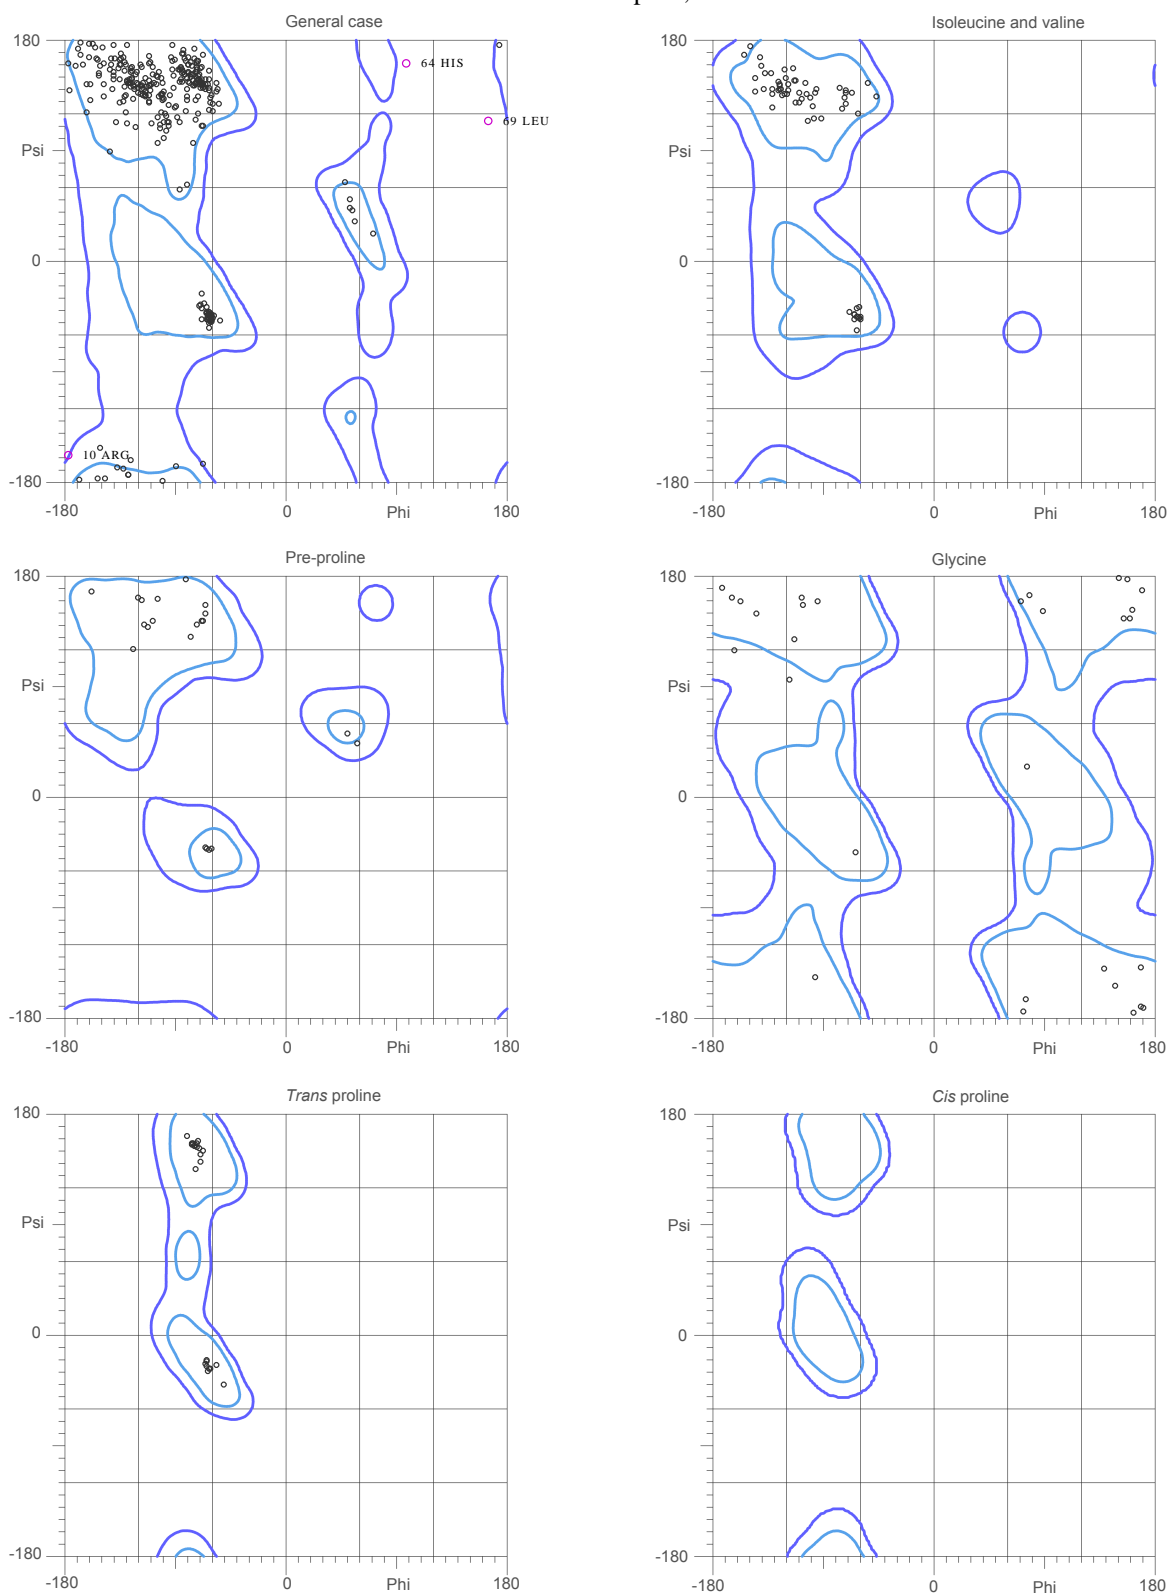 General case
180
64 HIS
69 LEU
Psi
0
10 ARG
-180
-180
0
Phi
180
Isoleucine and valine
180
Psi
0
-180
-180
0
Phi
180
Pre-proline
180
Psi
0
-180
-180
0
Phi
180
Glycine
180
Psi
0
-180
-180
0
Phi
180
Trans proline
180
Psi
0
-180
-180
0
Phi
180
Cis proline
180
Psi
0
-180
-180
0
Phi
180